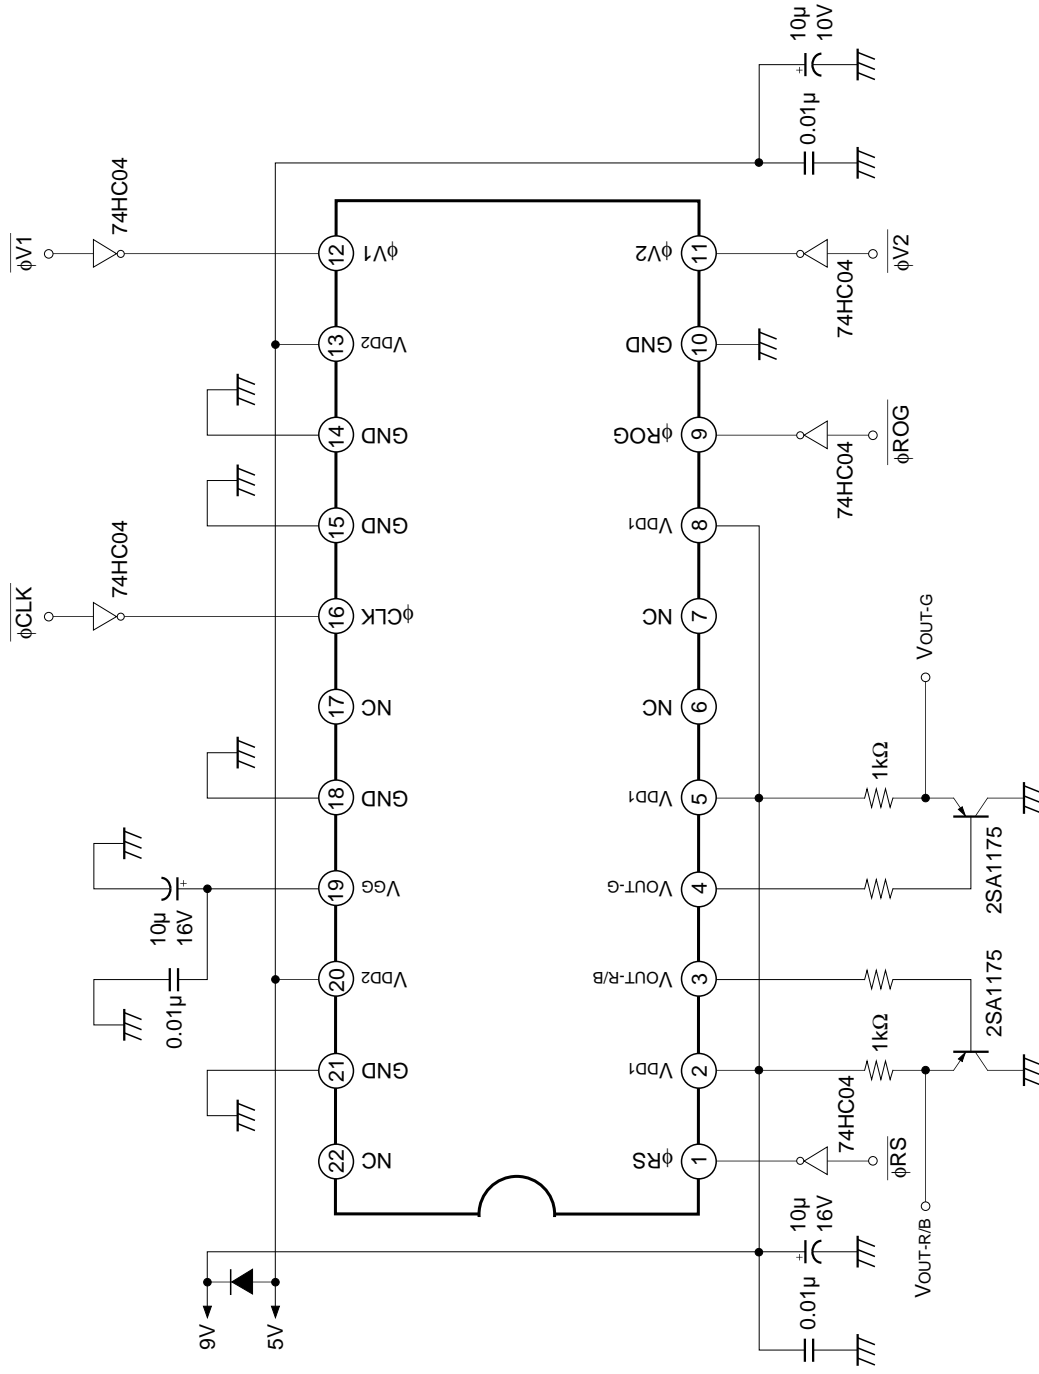 φCLK
φV1
74HC04
74HC04
10μ
16V
0.01μ
9V
5V
22
21
20
19
18
17
16
15
14
13
12
NC
GND
VDD2
VGG
GND
NC
φCLK
GND
GND
VDD2
φV1
φRS
VDD1
VOUT-R/B
VOUT-G
VDD1
NC
NC
VDD1
φROG
GND
φV2
1
2
3
4
5
6
7
8
9
10
11
0.01μ
10μ
16V
74HC04
1kΩ
1kΩ
74HC04
74HC04
0.01μ
10μ
10V
φRS
φROG
φV2
VOUT-R/B
VOUT-G
2SA1175
2SA1175